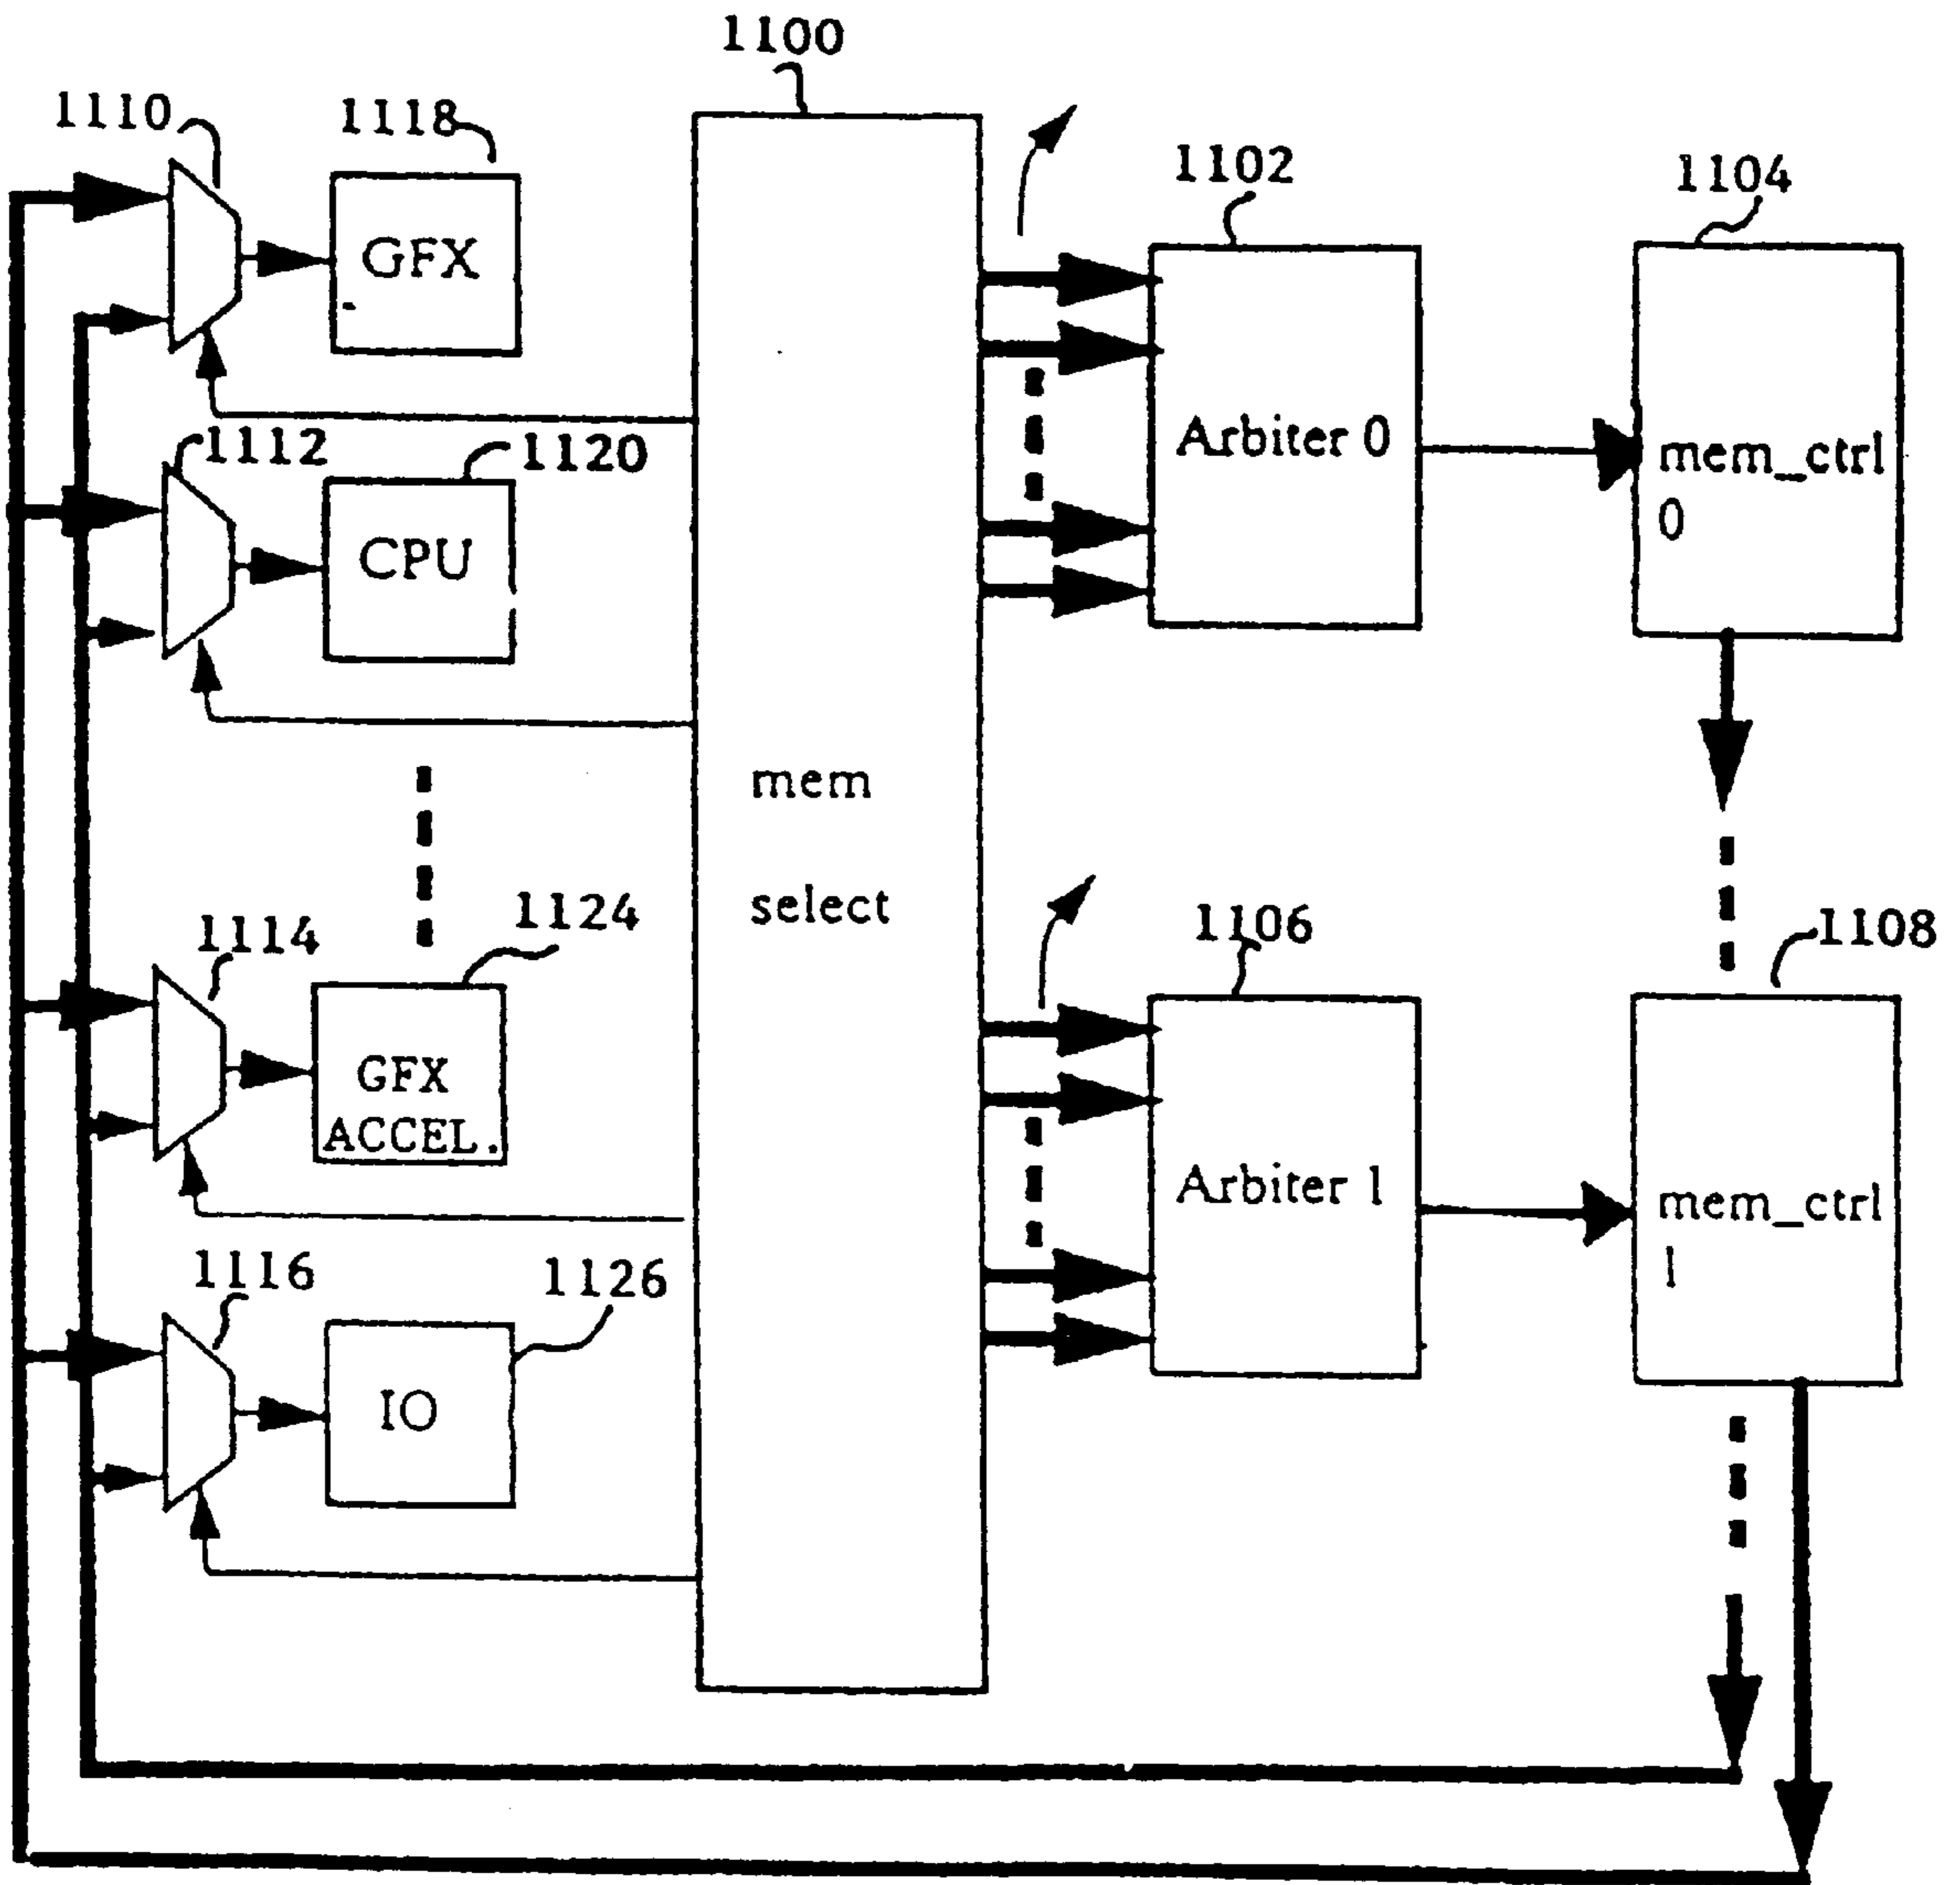 1100
1110
1118
1102
1104
GFX
1112
1120
Arbiter 0
mem_ctrl
0
CPU
mem
select
1124
1114
1106
1108
GFX
ACCEL.
Arbiter 1
mem_ctrl
1
1116
1126
IO